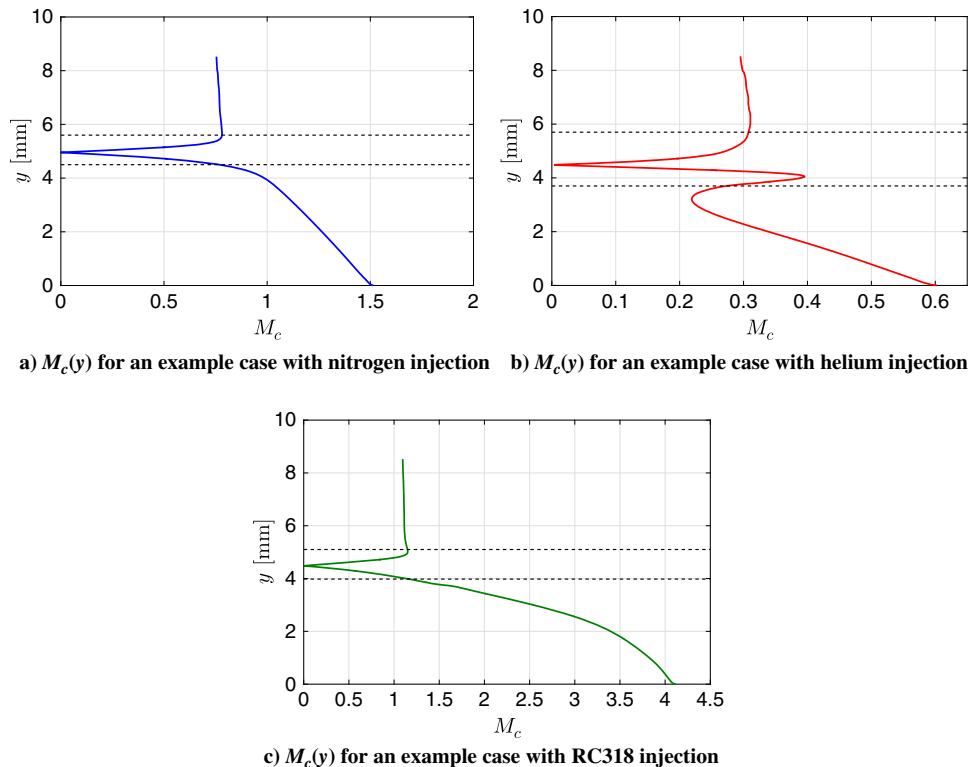 10
8
6
4
2
0
y [mm]
0 0.5 1 1.5 2
M_c
a) M_c(y) for an example case with nitrogen injection
10
8
6
4
2
0
y [mm]
0 0.1 0.2 0.3 0.4 0.5 0.6
M_c
b) M_c(y) for an example case with helium injection
10
8
6
4
2
0
y [mm]
0 0.5 1 1.5 2 2.5 3 3.5 4 4.5
M_c
c) M_c(y) for an example case with RC318 injection